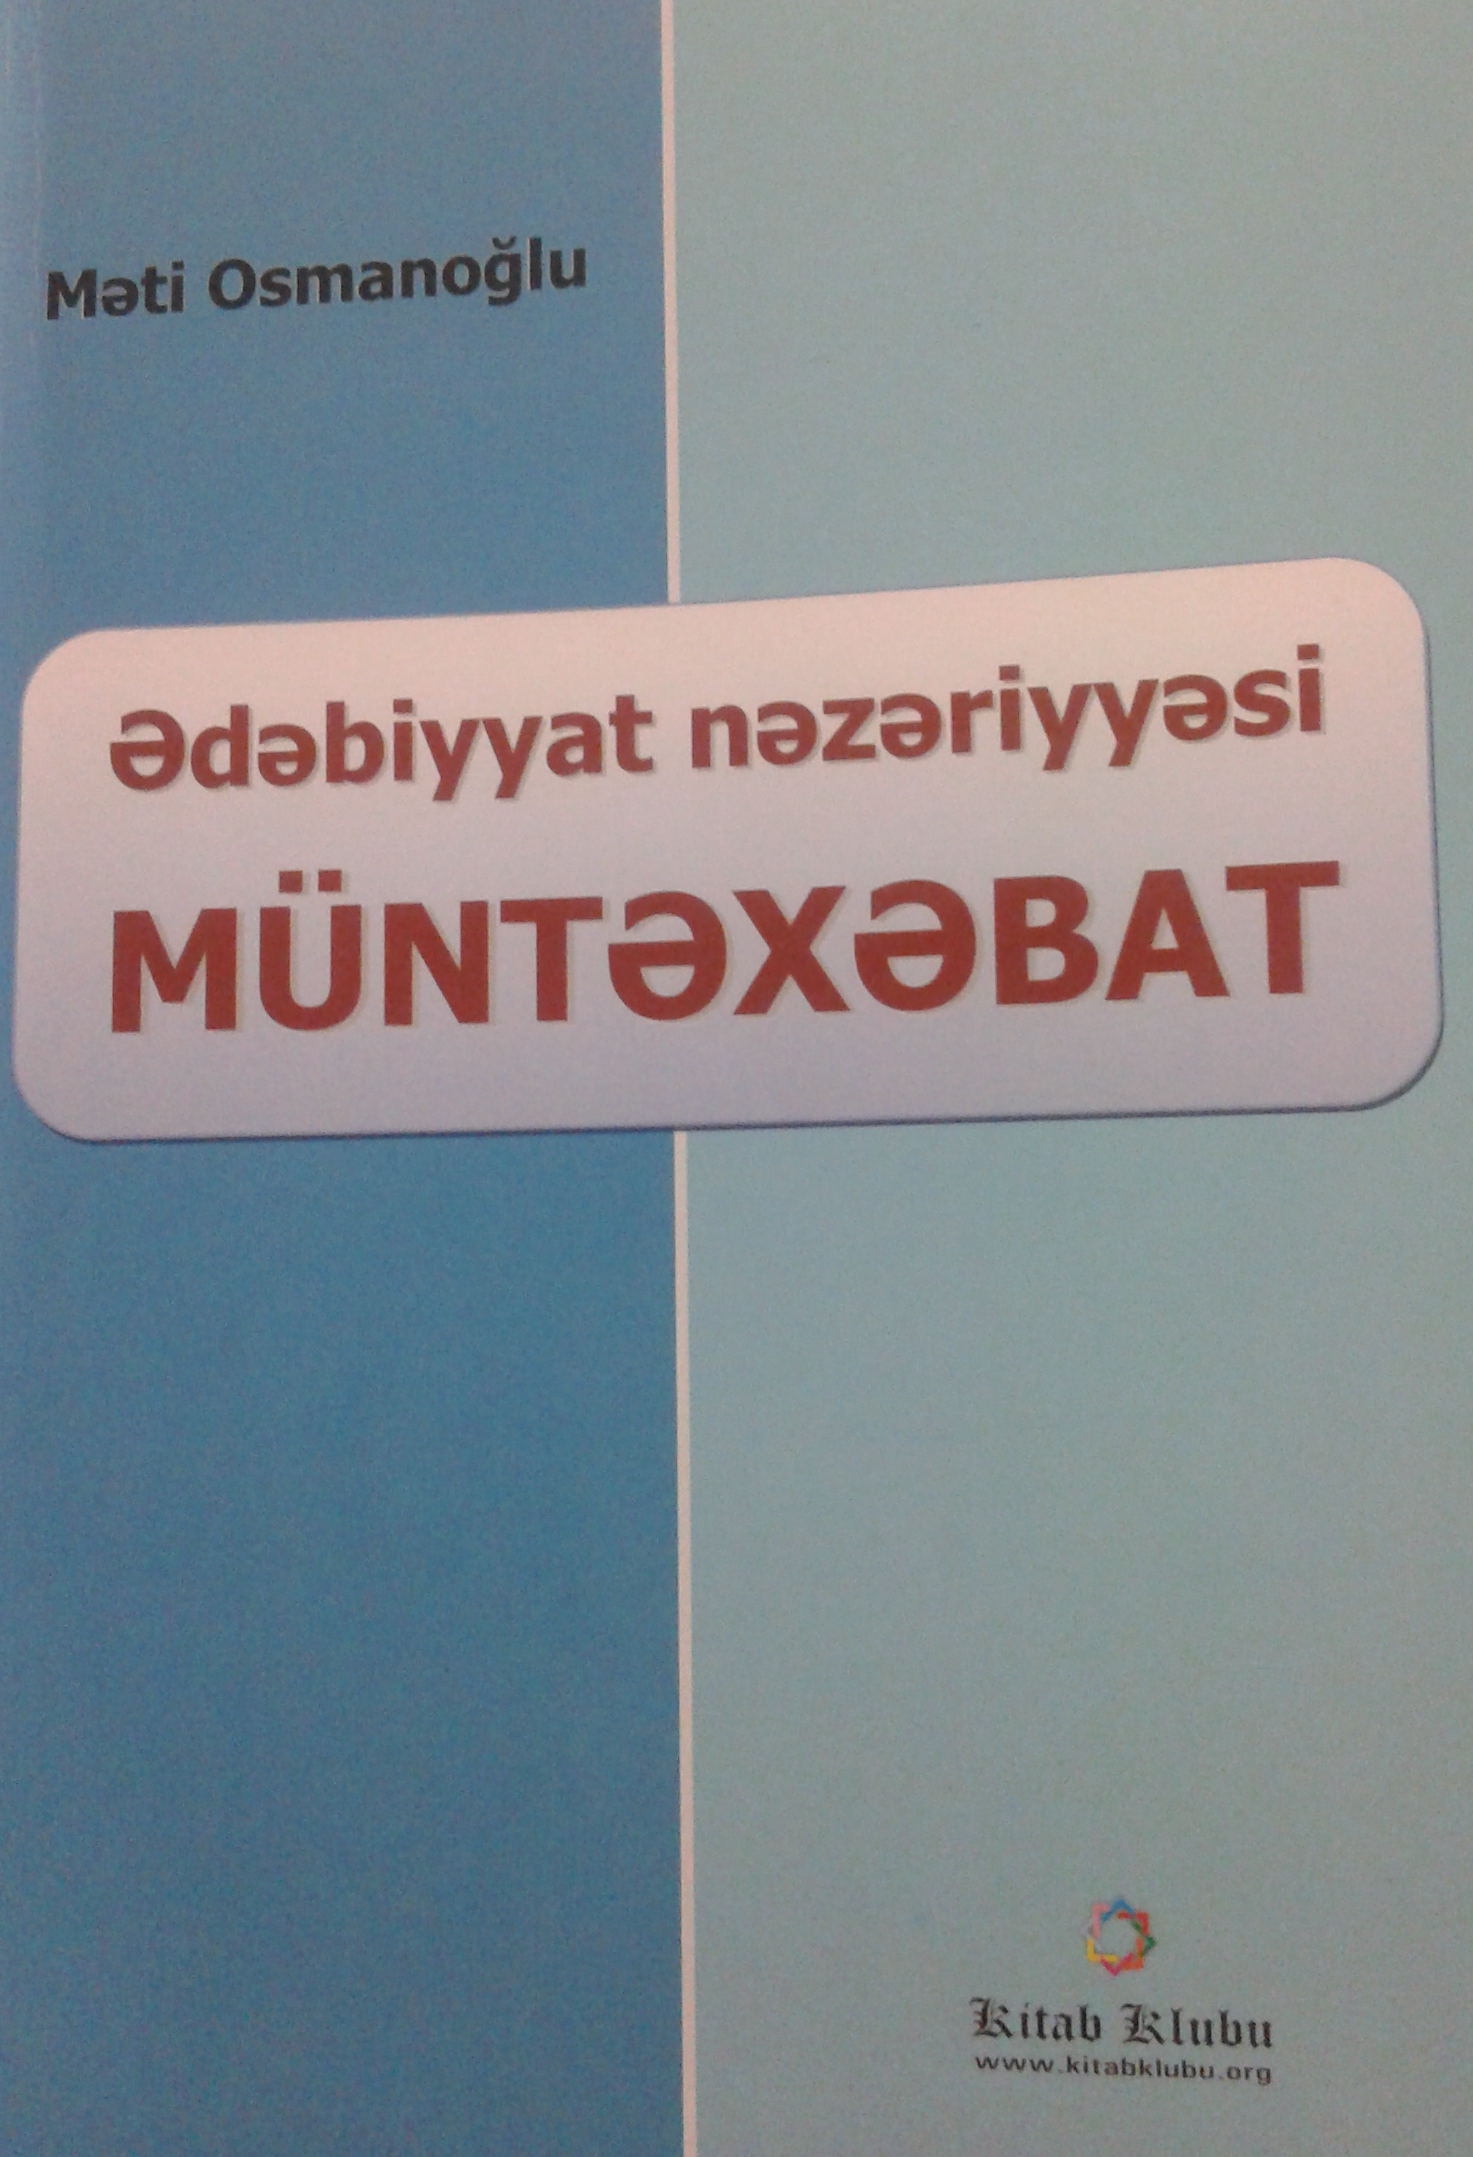 Məti Osmanoğlu
Ədəbiyyat nəzəriyyəsi
MÜNTƏXƏBAT
Kitab Klubu
www.kitabklubu.org